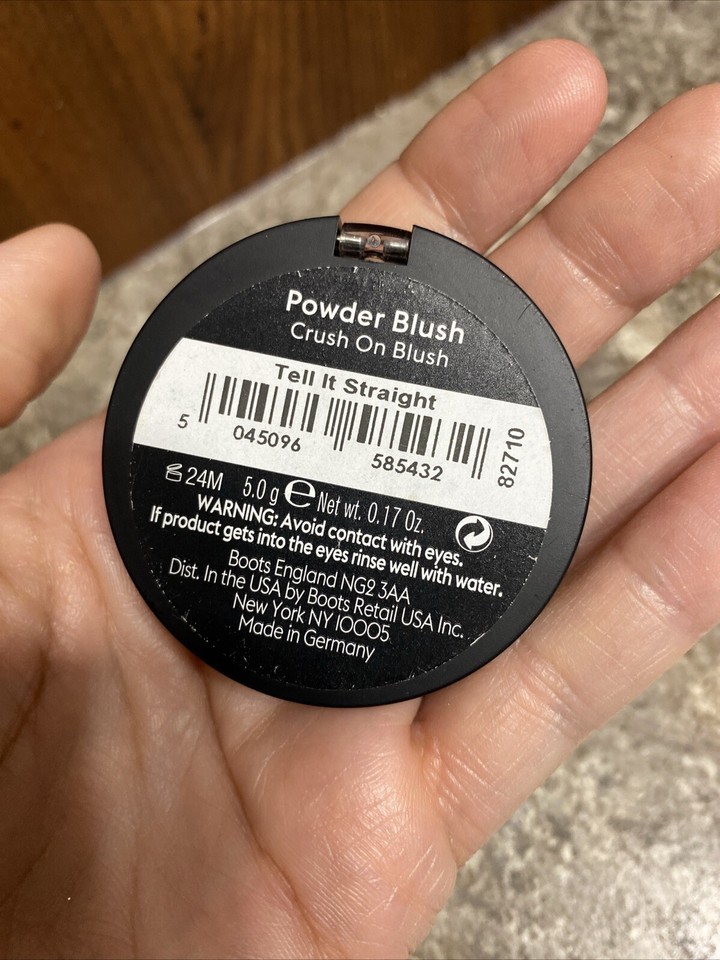 Powder Blush
Crush On Blush
Tell It Straight
5 045096 585432
82710
24M 5.0 g e Net wt. 0.17 Oz.
WARNING: Avoid contact with eyes.
If product gets into the eyes rinse well with water.
Boots England NG2 3AA
Dist. In the USA by Boots Retail USA Inc.
New York NY 10005
Made in Germany